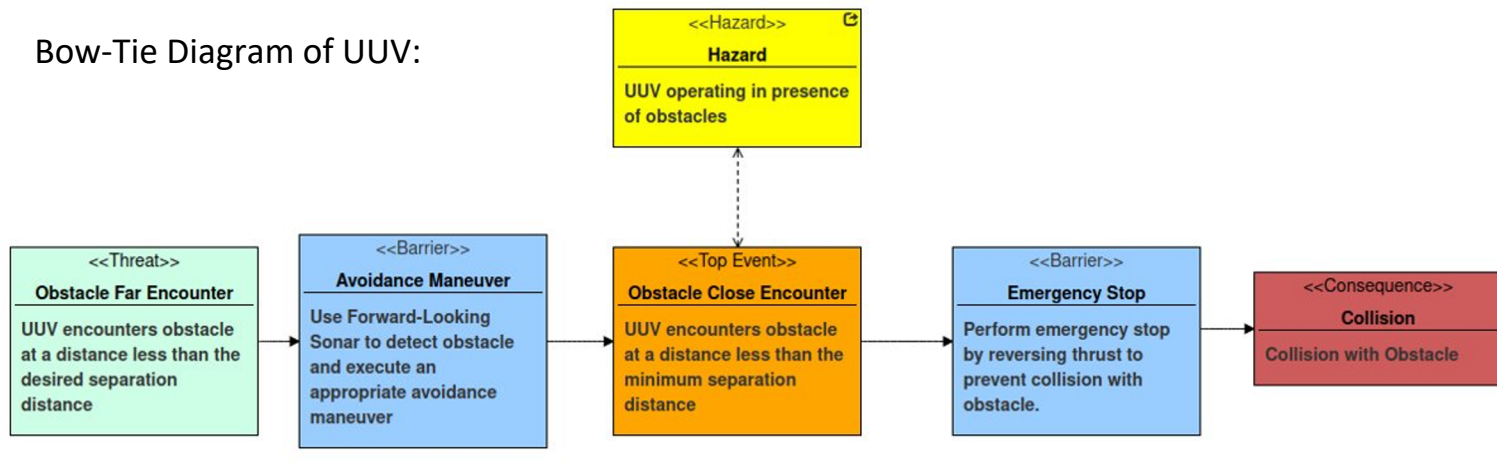 Bow-Tie Diagram of UUV:
<<Hazard>>
Hazard
UUV operating in presence
of obstacles
<<Threat>>
Obstacle Far Encounter
UUV encounters obstacle
at a distance less than the
desired separation
distance
<<Barrier>>
Avoidance Maneuver
Use Forward-Looking
Sonar to detect obstacle
and execute an
appropriate avoidance
maneuver
<<Top Event>>
Obstacle Close Encounter
UUV encounters obstacle
at a distance less than the
minimum separation
distance
<<Barrier>>
Emergency Stop
Perform emergency stop
by reversing thrust to
prevent collision with
obstacle.
<<Consequence>>
Collision
Collision with Obstacle